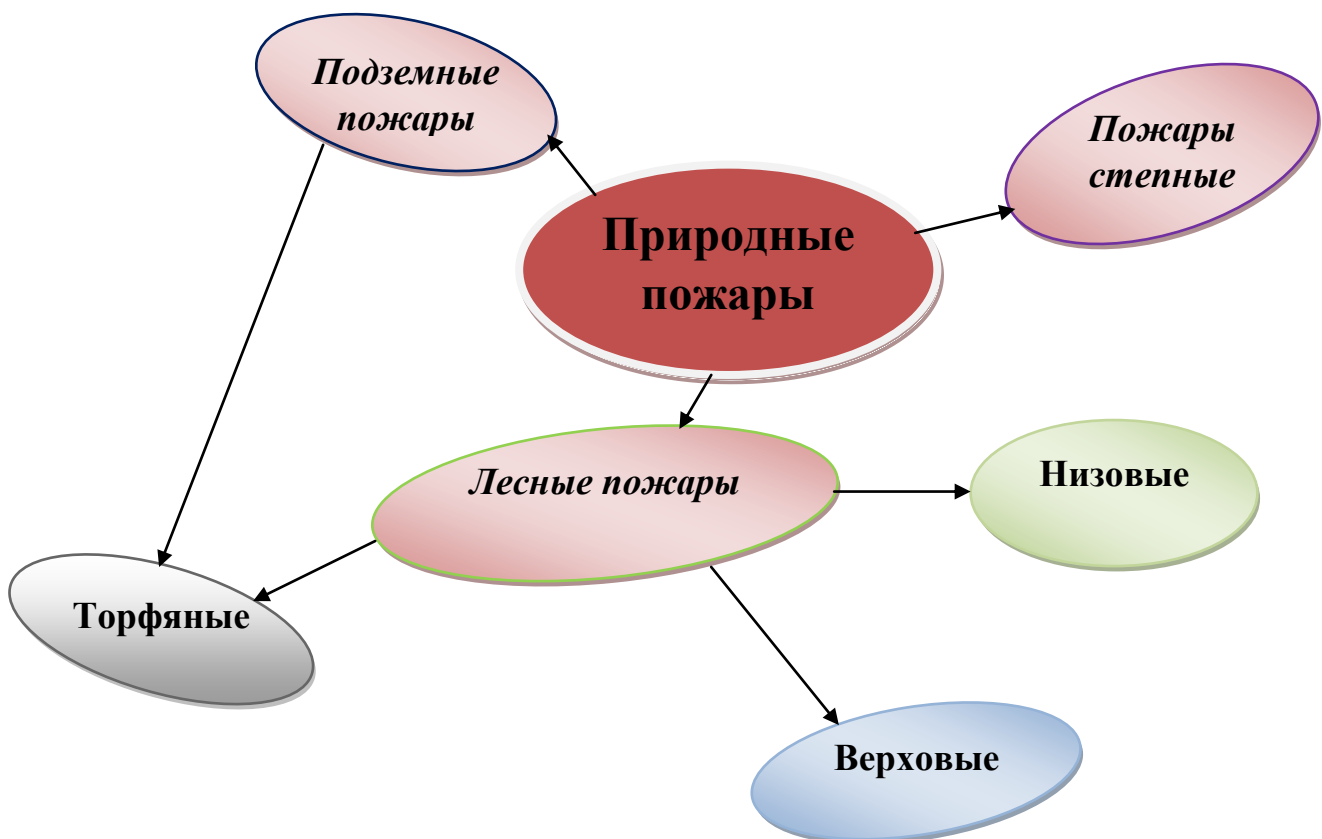 Подземные
пожары
Пожары
степные
Природные
пожары
Лесные пожары
Низовые
Торфяные
Верховые